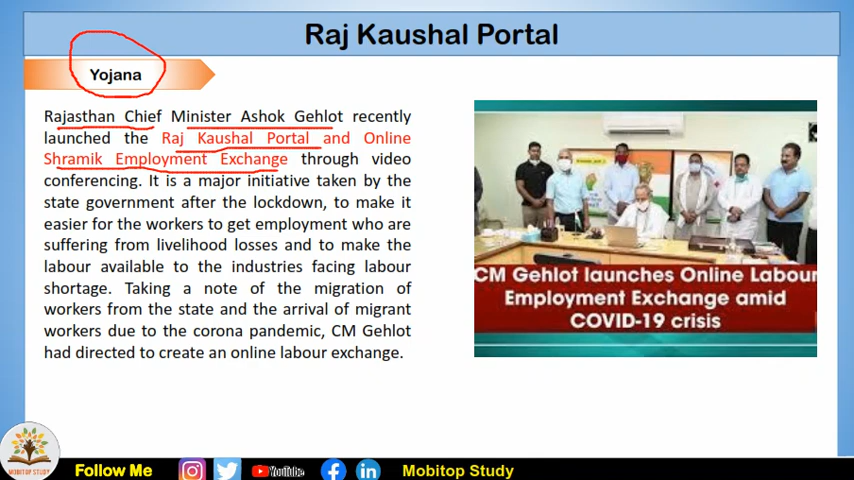 Raj Kaushal Portal
Yojana
Rajasthan Chief Minister Ashok Gehlot recently
launched the Raj Kaushal Portal and Online
Shramik Employment Exchange through video
conferencing. It is a major initiative taken by the
state government after the lockdown, to make it
easier for the workers to get employment who are
suffering from livelihood losses and to make the
labour available to the industries facing labour
shortage. Taking a note of the migration of
workers from the state and the arrival of migrant
workers due to the corona pandemic, CM Gehlot
had directed to create an online labour exchange.
CM Gehlot launches Online Labour
Employment Exchange amid
COVID-19 crisis
MOBITOP STUDY
Follow Me
YouTube
Mobitop Study